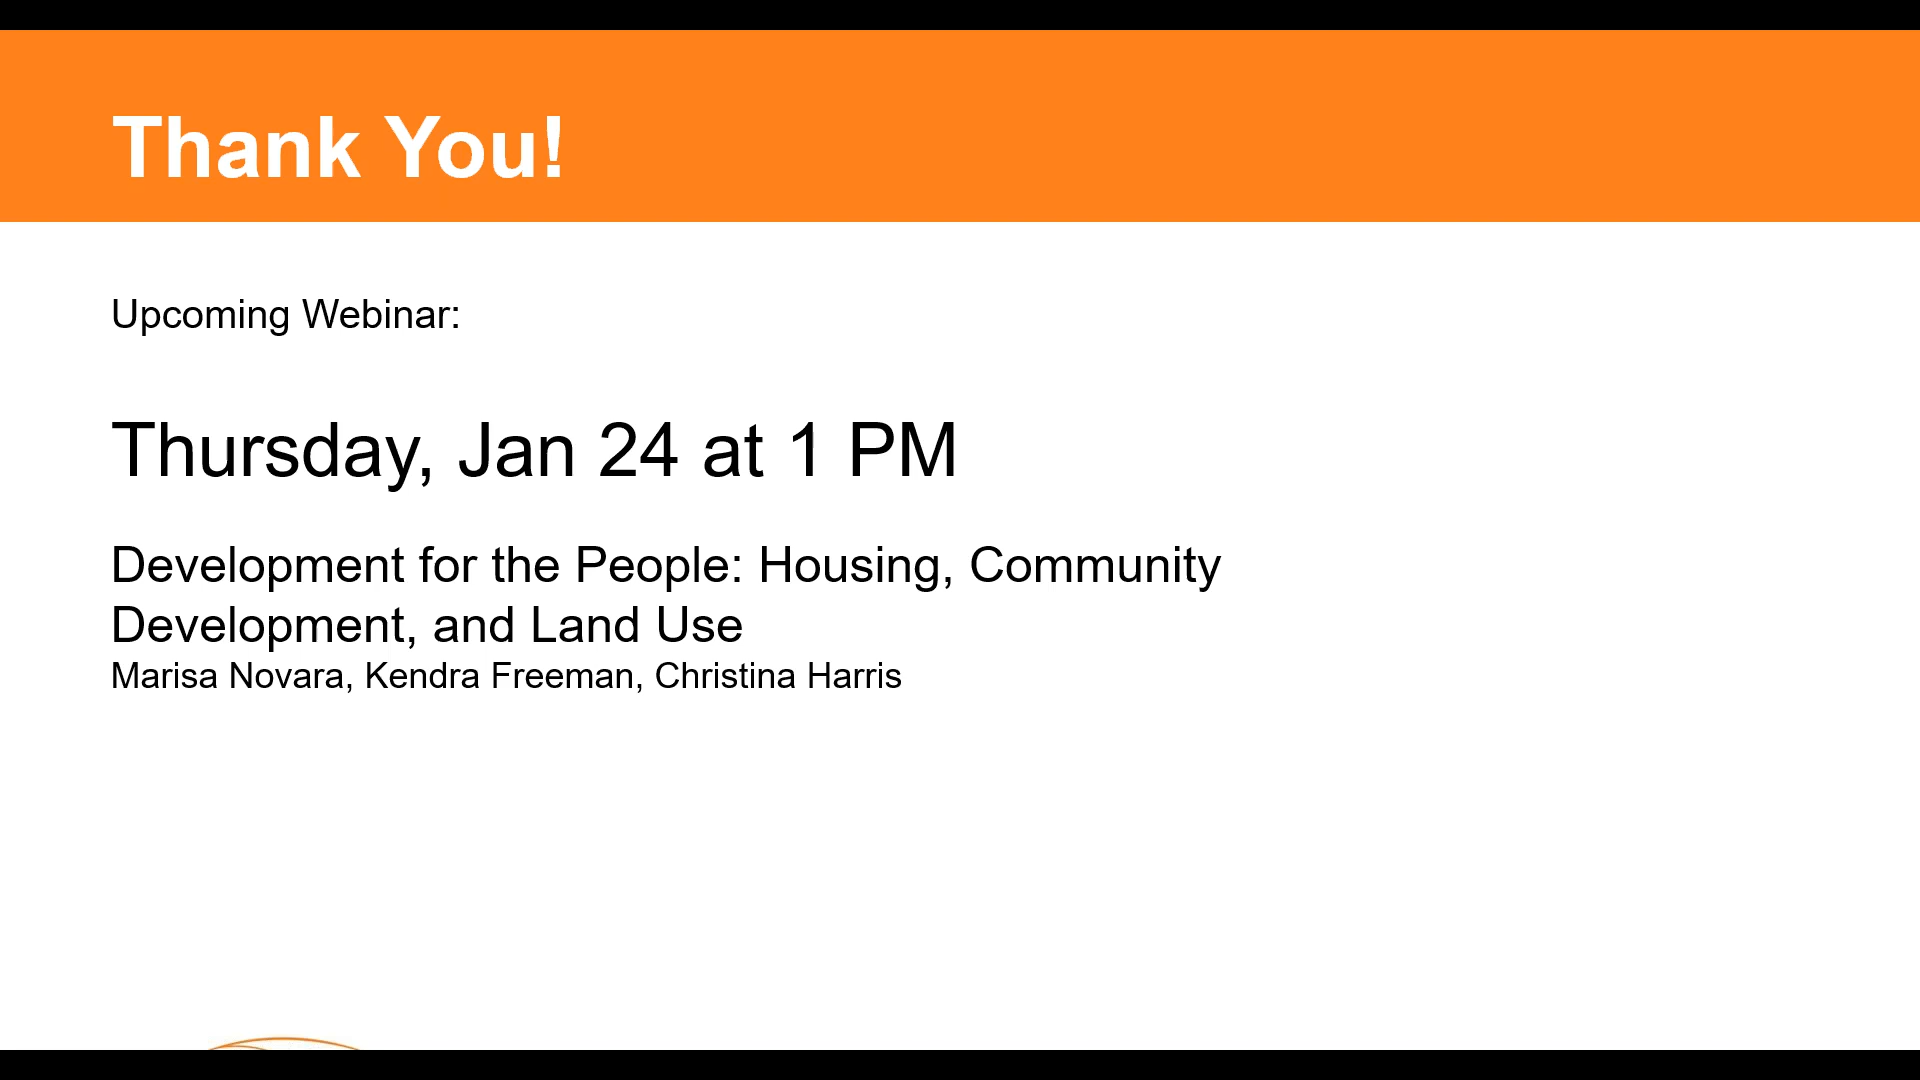 Thank You!
Upcoming Webinar:
Thursday, Jan 24 at 1 PM
Development for the People: Housing, Community
Development, and Land Use
Marisa Novara, Kendra Freeman, Christina Harris